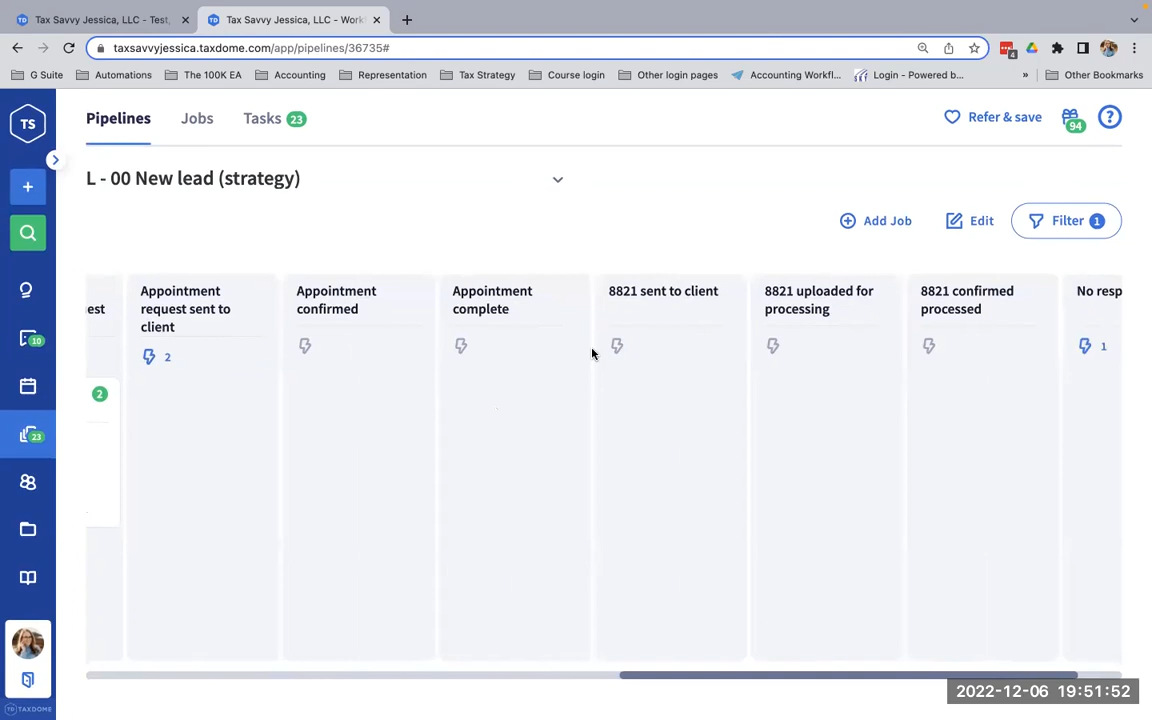 Tax Savvy Jessica, LLC - Test,
Tax Savvy Jessica, LLC - Work
taxsavvyjessica.taxdome.com/app/pipelines/36735#
4
G Suite
Automations
The 100K EA
Accounting
Representation
Tax Strategy
Course login
Other login pages
Accounting Workfl...
Login - Powered b...
»
Other Bookmarks
TS
Pipelines
Jobs
Tasks 23
Refer & save
94
?
L - 00 New lead (strategy)
Add Job
Edit
Filter 1
est
Appointment
request sent to
client
2
Appointment
confirmed
Appointment
complete
8821 sent to client
8821 uploaded for
processing
8821 confirmed
processed
No resp
1
2
10
23
TD TAXDOME
2022-12-06 19:51:52